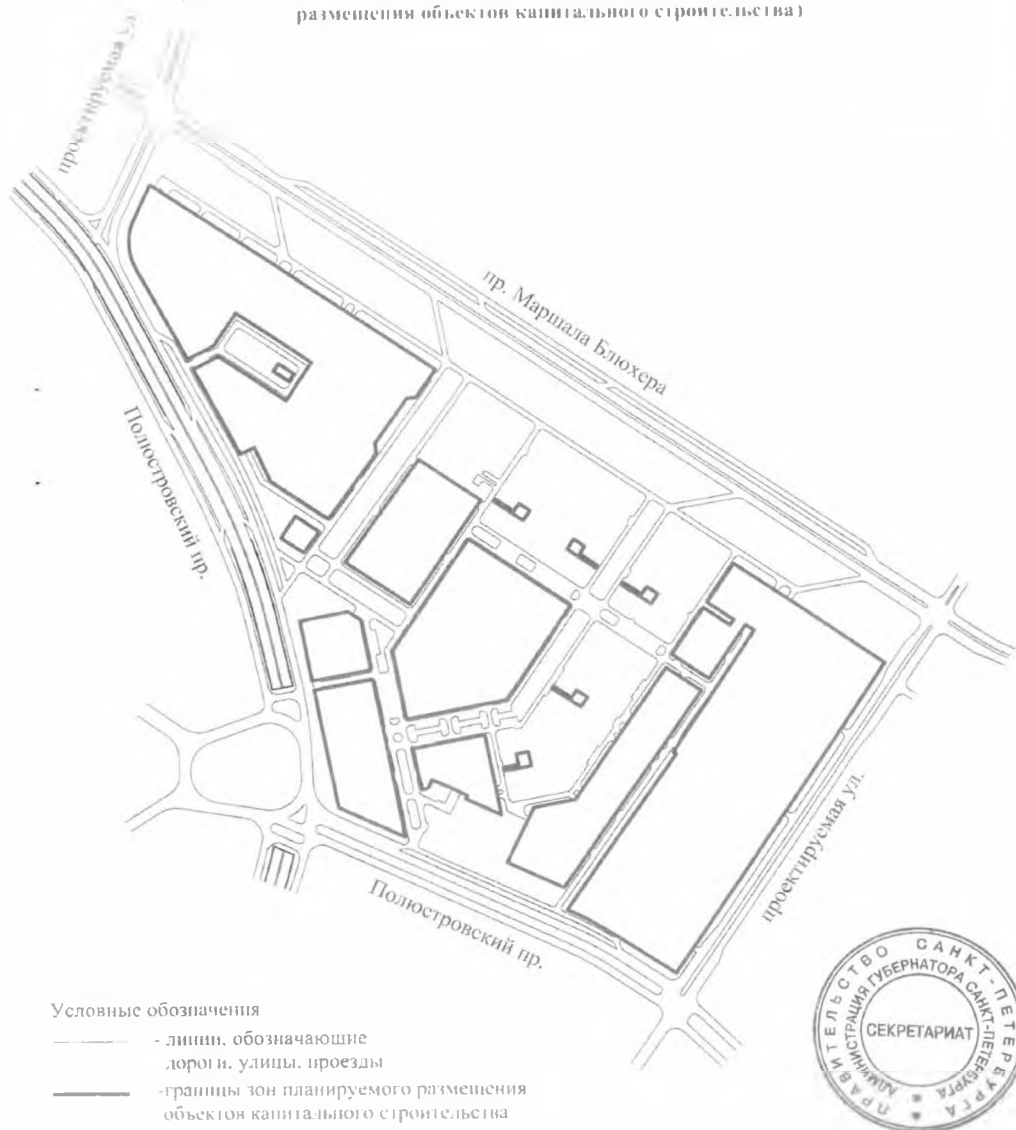 размещения объектов капитального строительства)
проектируемая ул.
пр. Маршала Блюхера
Полюстровский пр.
проектируемая ул.
Полюстровский пр.
Условные обозначения
- линии, обозначающие
дороги, улицы, проезды
-границы зон планируемого размещения
объектов капитального строительства
ПРАВИТЕЛЬСТВО САНКТ-ПЕТЕРБУРГА
АДМИНИСТРАЦИЯ ГУБЕРНАТОРА САНКТ-ПЕТЕРБУРГА
СЕКРЕТАРИАТ